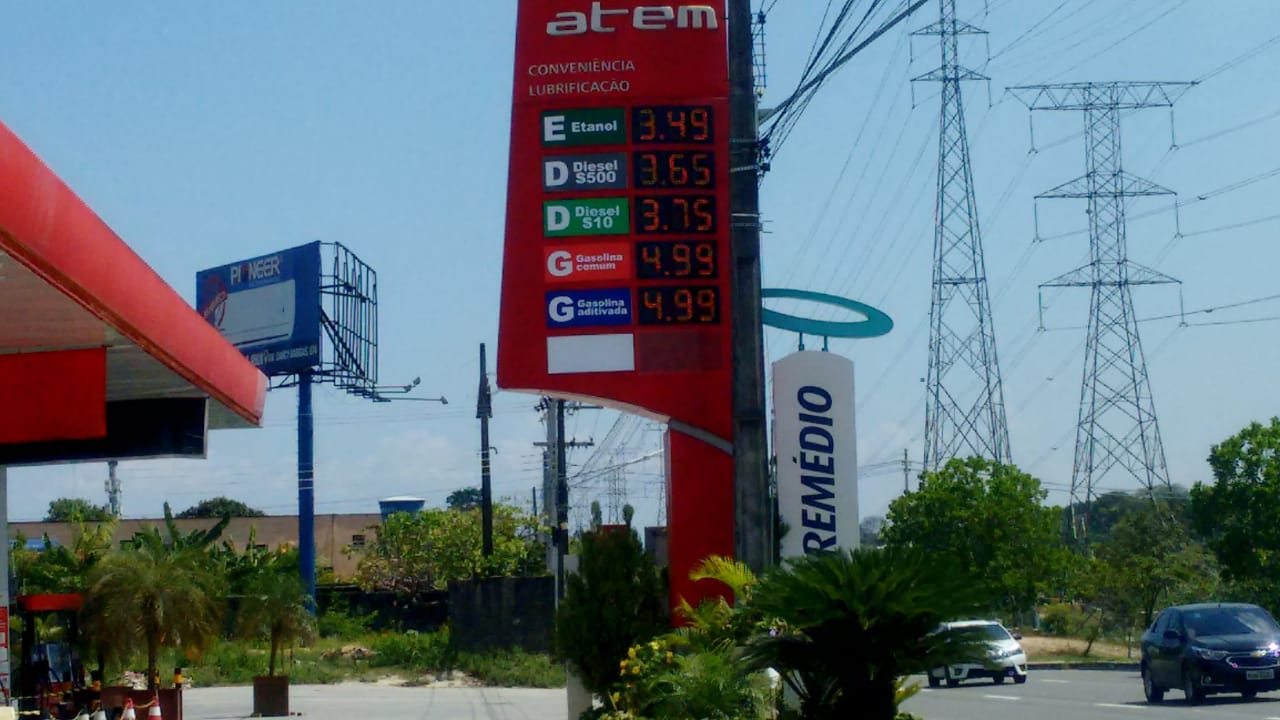 atem
CONVENIÊNCIA
LUBRIFICAÇÃO
E Etanol 3.49
D Diesel S500 3.65
D Diesel S10 3.75
G Gasolina comum 4.99
G Gasolina aditivada 4.99
PIONEER
REMÉDIO